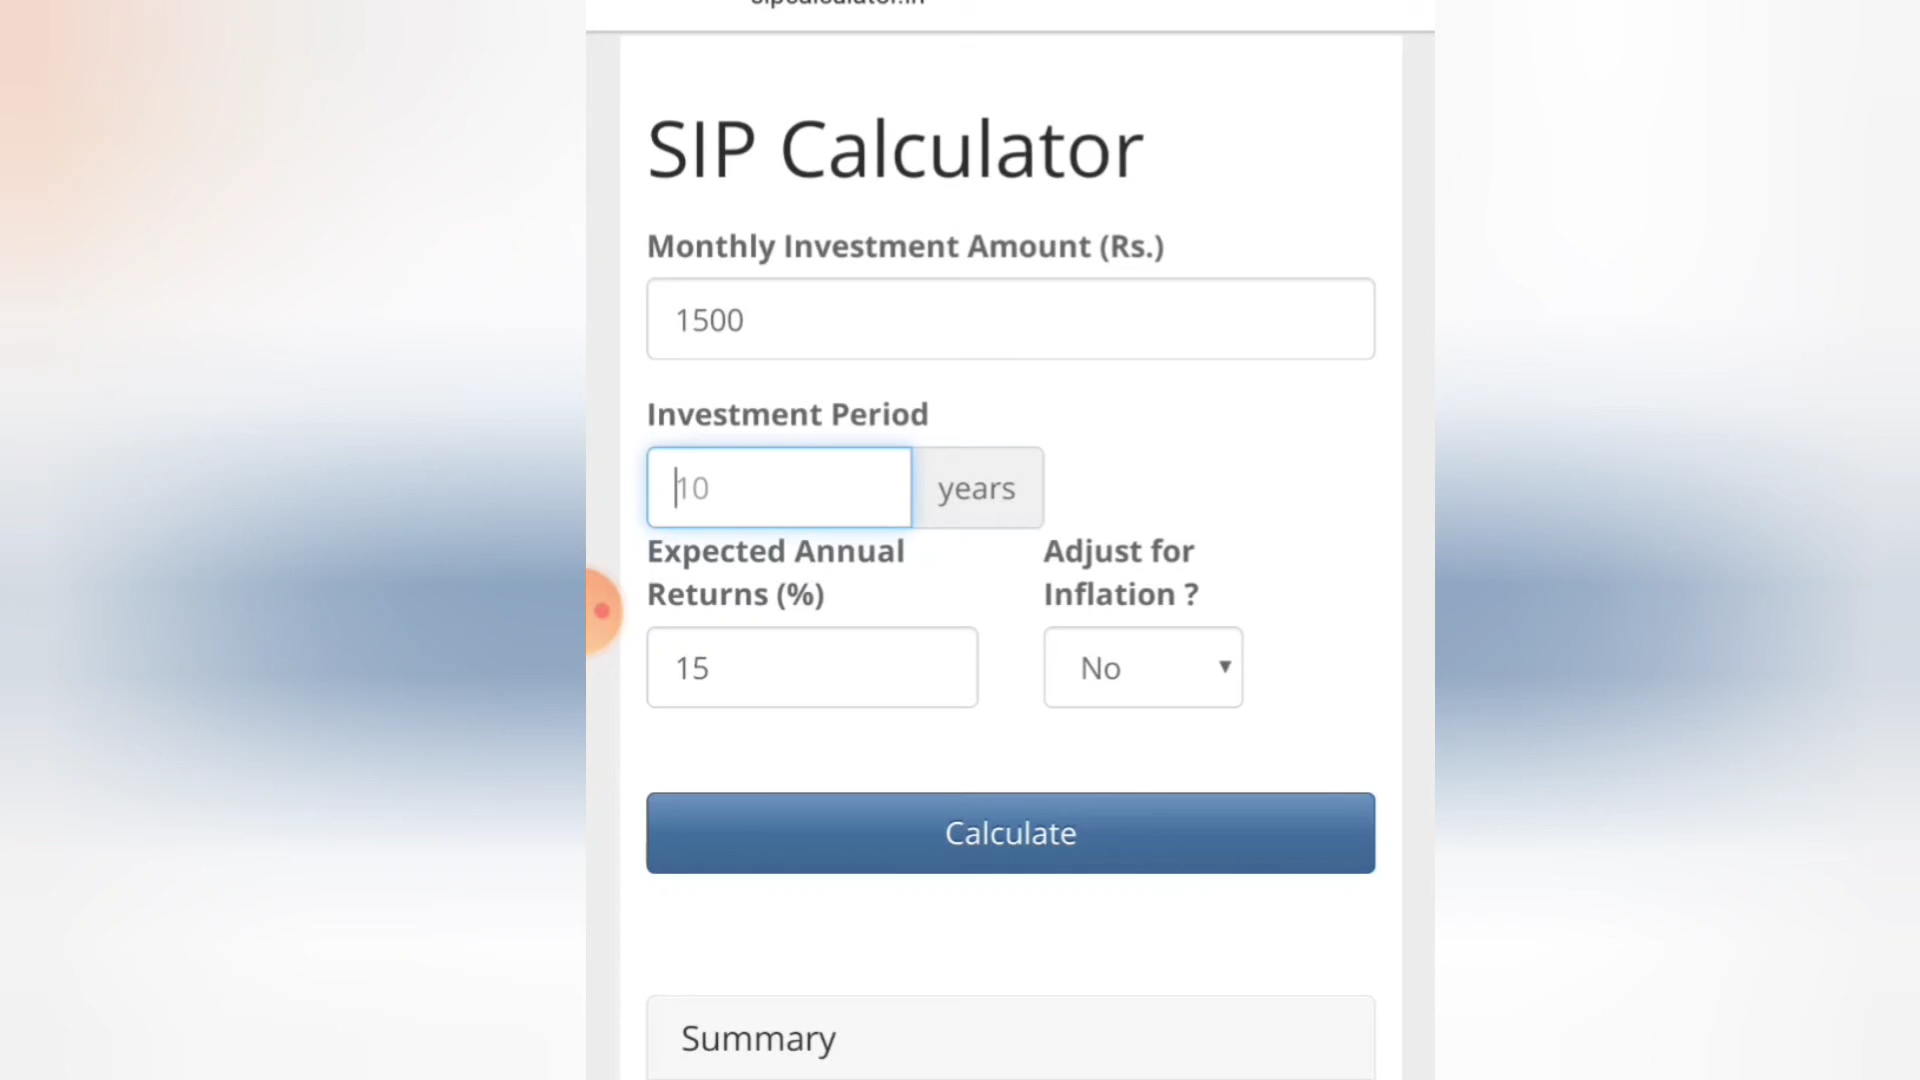 SIP Calculator
Monthly Investment Amount (Rs.)
1500
Investment Period
10 years
Expected Annual
Returns (%)
Adjust for
Inflation ?
15
No
Calculate
Summary